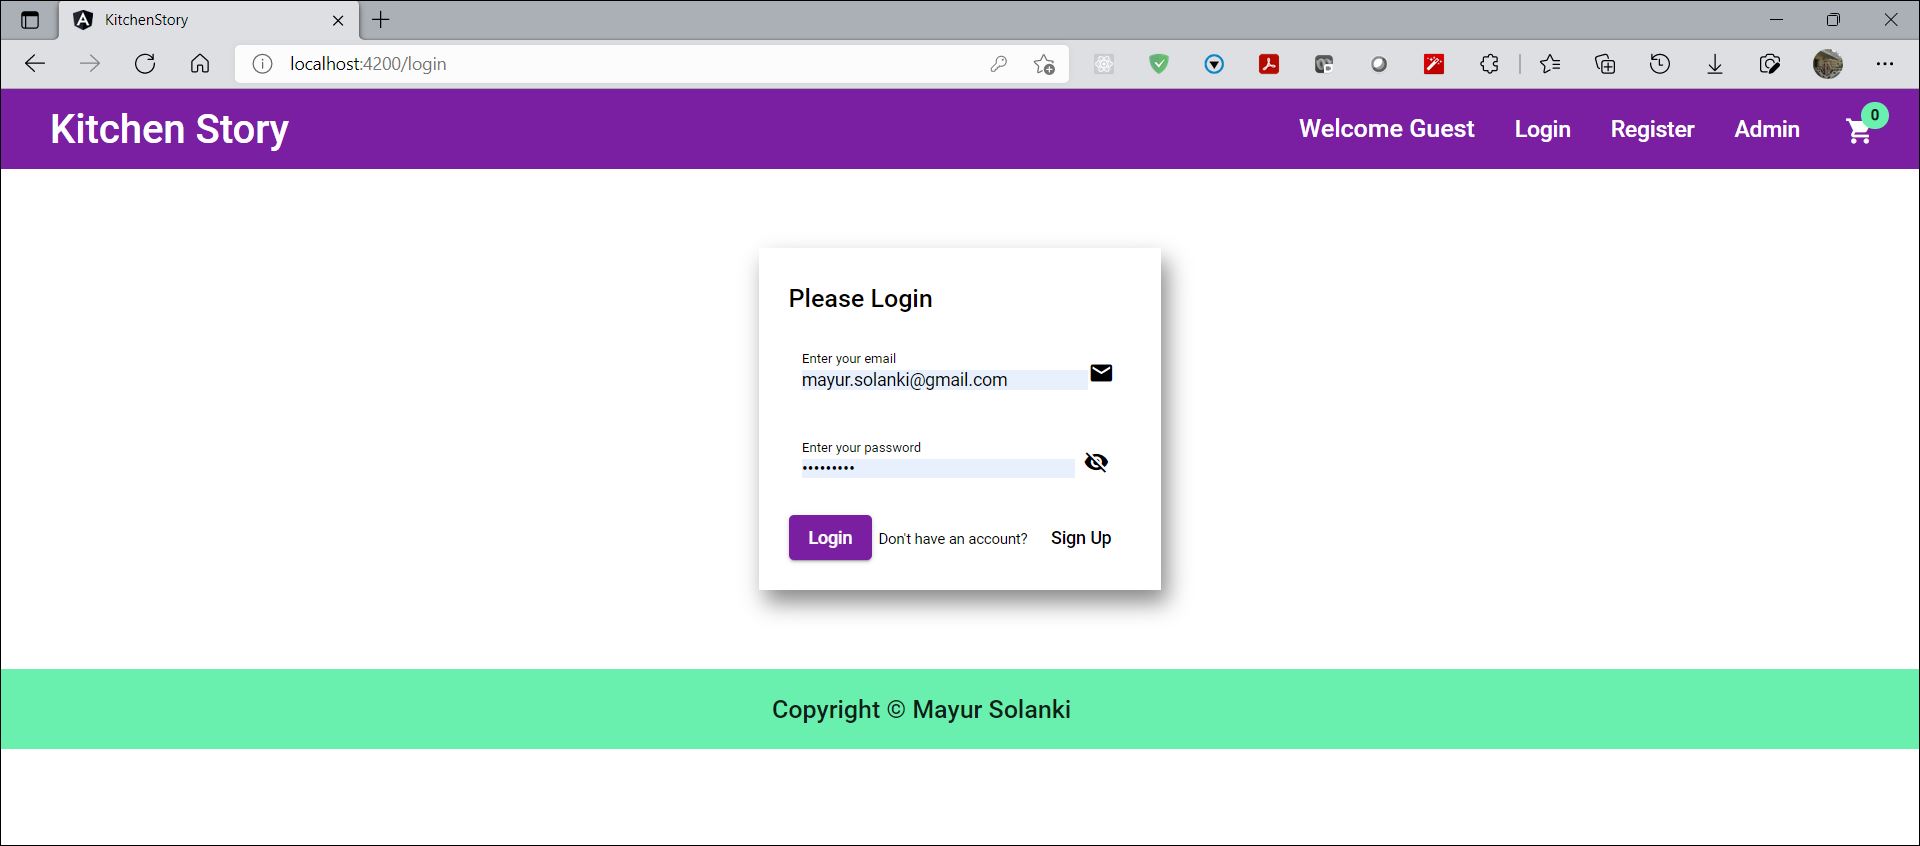 KitchenStory
localhost:4200/login
Kitchen Story
Welcome Guest Login Register Admin 0
Please Login
Enter your email
mayur.solanki@gmail.com
Enter your password
•••••••••
Login Don't have an account? Sign Up
Copyright © Mayur Solanki